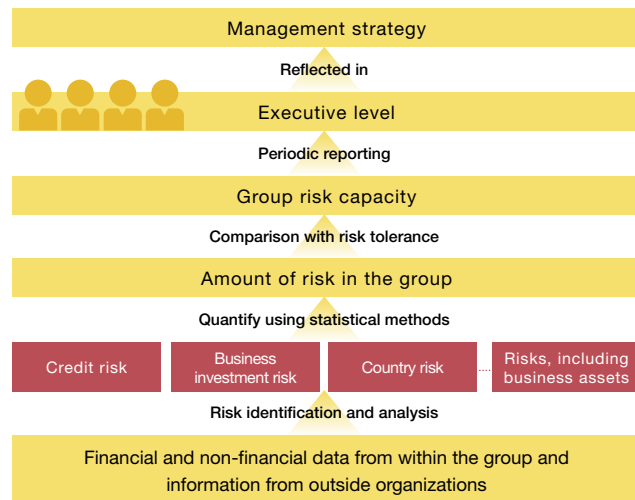 Management strategy
Reflected in
Executive level
Periodic reporting
Group risk capacity
Comparison with risk tolerance
Amount of risk in the group
Quantify using statistical methods
Credit risk
Business
investment risk
Country risk
.....
Risks, including
business assets
Risk identification and analysis
Financial and non-financial data from within the group and
information from outside organizations